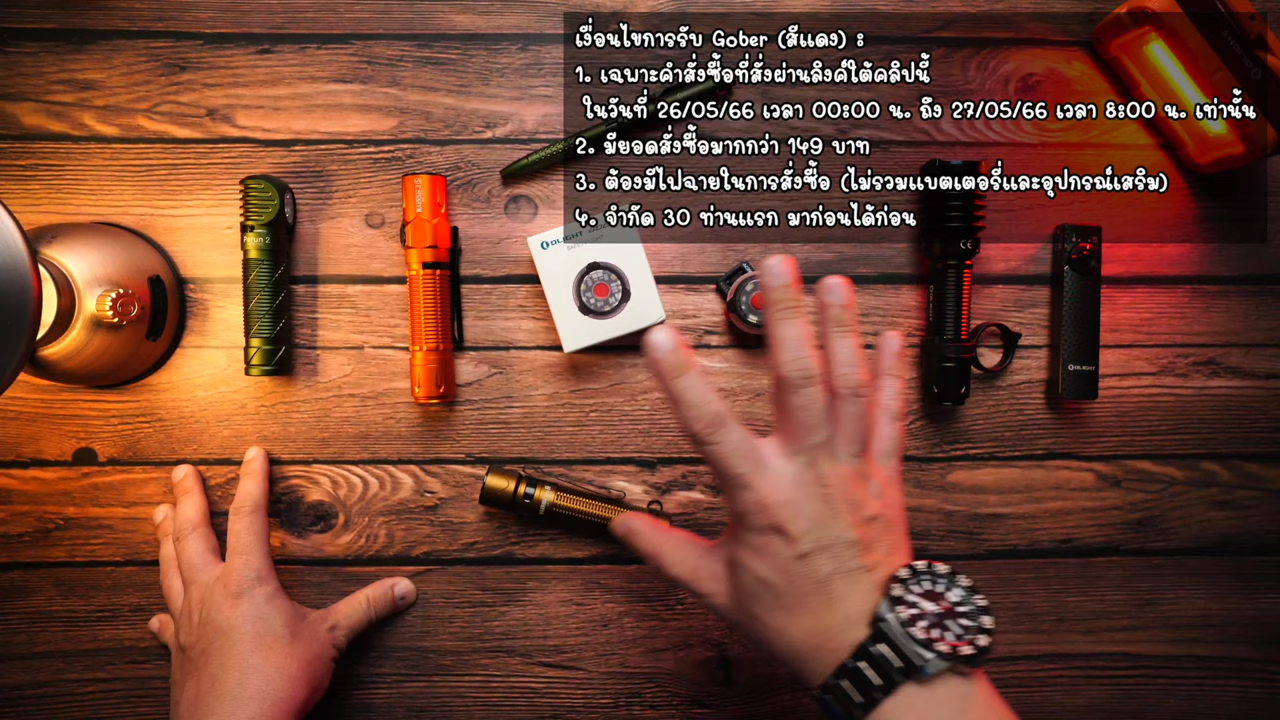 เงื่อนไขการรับ Gober (สีแดง) :
1. เฉพาะคำสั่งซื้อที่สั่งผ่านลิงค์ใต้คลิปนี้
ในวันที่ 26/05/66 เวลา 00:00 น. ถึง 27/05/66 เวลา 8:00 น. เท่านั้น
2. มียอดสั่งซื้อมากกว่า 149 บาท
3. ต้องมีไฟฉายในการสั่งซื้อ (ไม่รวมแบตเตอรี่และอุปกรณ์เสริม)
4. จำกัด 30 ท่านแรก มาก่อนได้ก่อน
Perun 2
OLIGHT
CE
OLIGHT